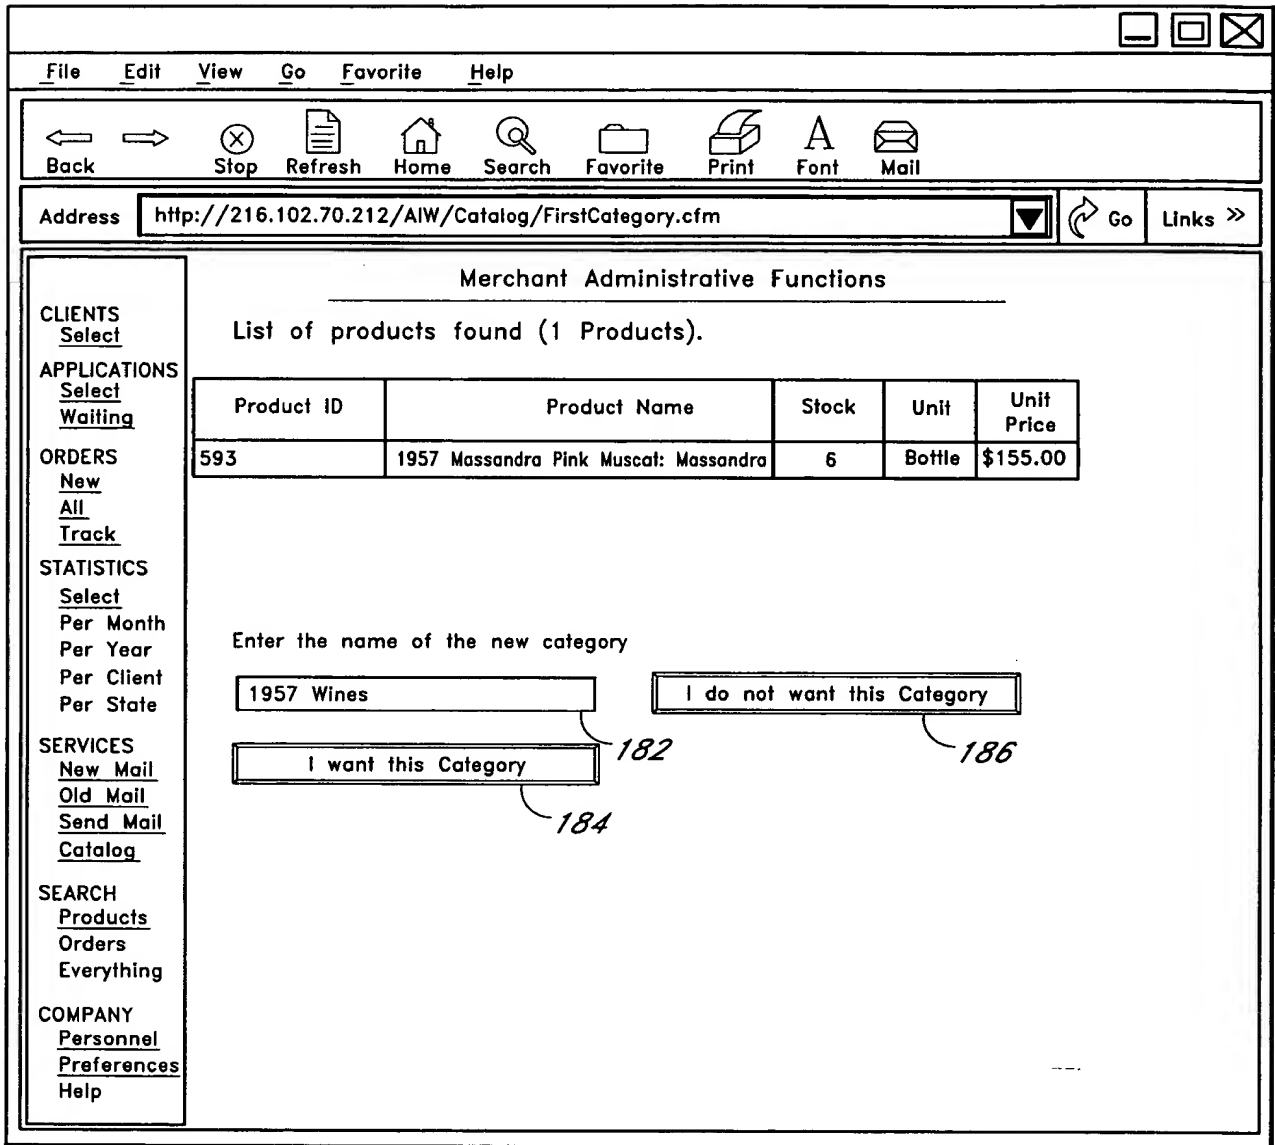 File Edit View Go Favorite Help
Back Stop Refresh Home Search Favorite A Print Font Mail
Address http://216.102.70.212/AIW/Catalog/FirstCategory.cfm Go Links »
Merchant Administrative Functions
List of products found (1 Products).
CLIENTS
Select
APPLICATIONS
Select
Waiting
ORDERS
New
All
Track
STATISTICS
Select
Per Month
Per Year
Per Client
Per State
SERVICES
New Mail
Old Mail
Send Mail
Catalog
SEARCH
Products
Orders
Everything
COMPANY
Personnel
Preferences
Help
Product ID Product Name Stock Unit Unit Price
593 1957 Massandra Pink Muscat: Massandra 6 Bottle $155.00
Enter the name of the new category
1957 Wines
182
I do not want this Category
186
I want this Category
184